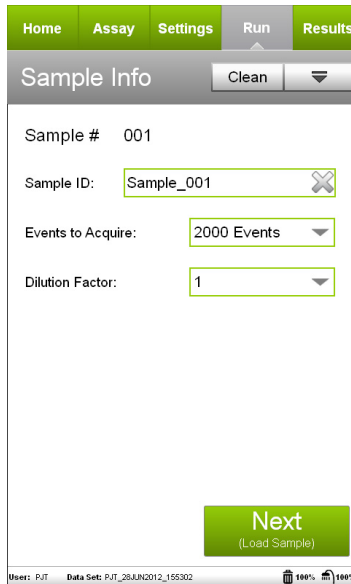 Home Assay Settings Run Results
Sample Info Clean
Sample # 001
Sample ID: Sample_001
Events to Acquire: 2000 Events
Dilution Factor: 1
Next
(Load Sample)
User: PJT Data Set: PJT_28JUN2012_155302 100% 100%